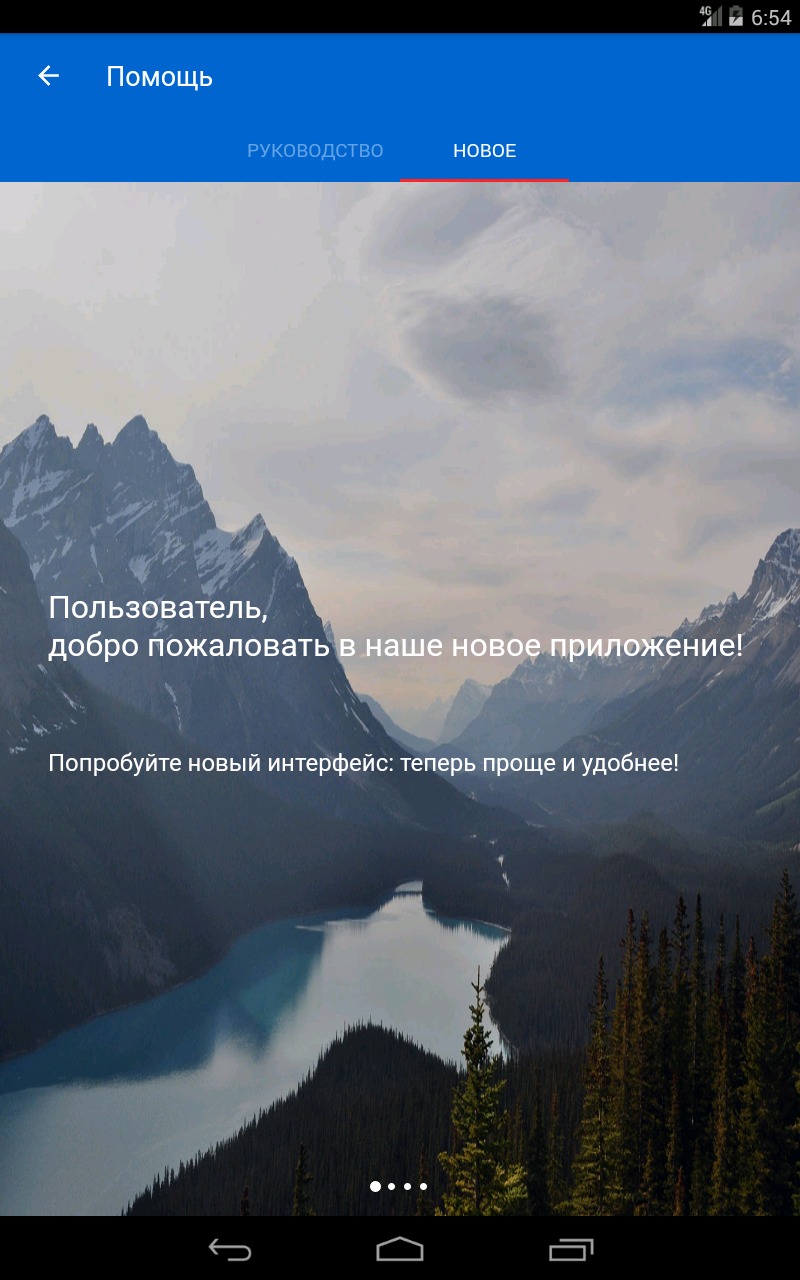 4G 6:54
Помощь
РУКОВОДСТВО НОВОЕ
Пользователь,
добро пожаловать в наше новое приложение!
Попробуйте новый интерфейс: теперь проще и удобнее!